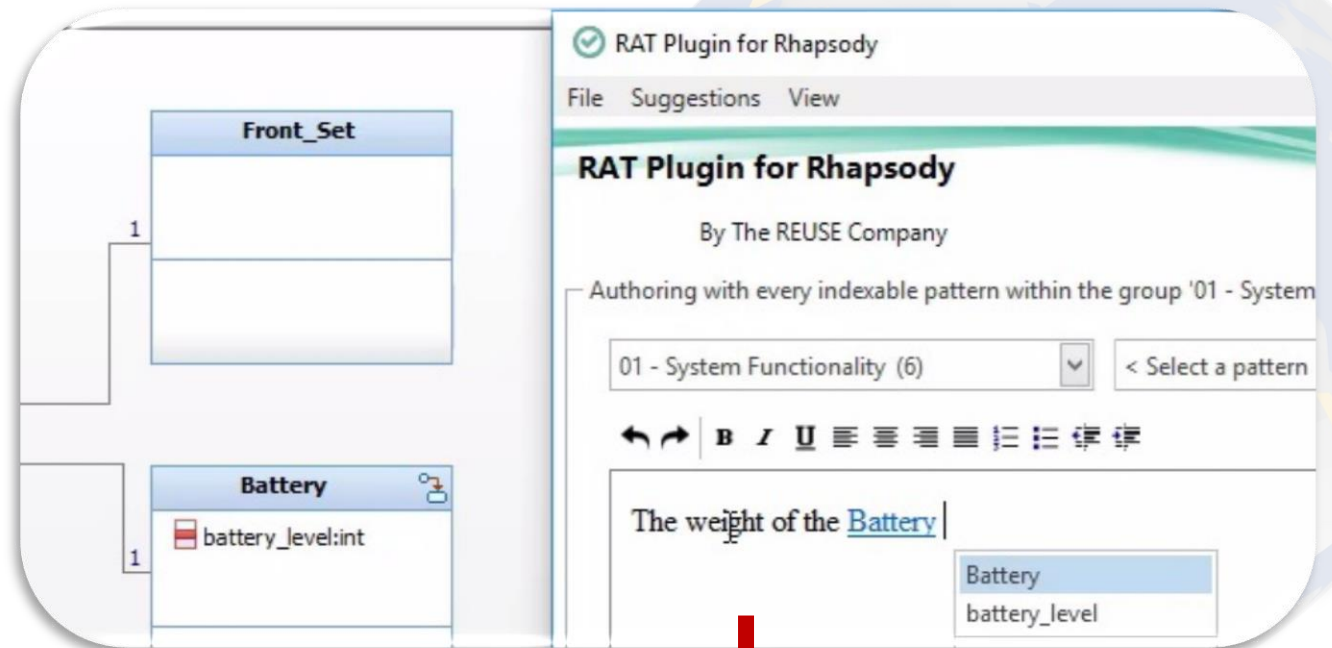 Front_Set
1
Battery
battery_level:int
1
RAT Plugin for Rhapsody
File Suggestions View
RAT Plugin for Rhapsody
By The REUSE Company
Authoring with every indexable pattern within the group '01 - System
01 - System Functionality (6)
< Select a pattern
B I U
The weight of the Battery
Battery
battery_level